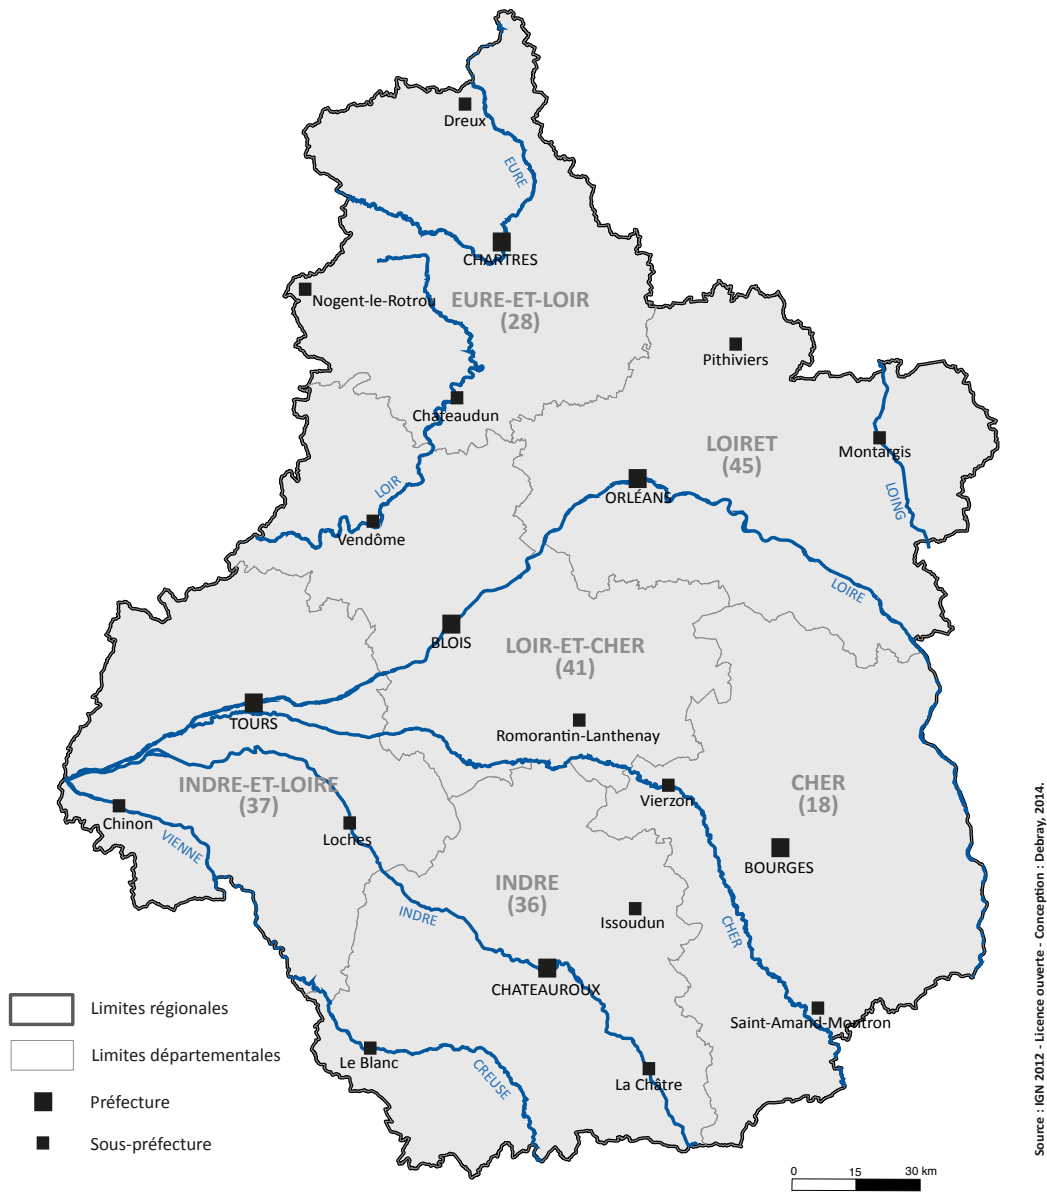 Dreux
EURE
CHARTRES
Nogent-le-Rotrou
EURE-ET-LOIR
(28)
Pithiviers
Châteaudun
LOIRET
(45)
Montargis
LOIR
ORLÉANS
LOING
Vendôme
LOIRE
BLOIS
LOIR-ET-CHER
(41)
TOURS
Romorantin-Lanthenay
INDRE-ET-LOIRE
(37)
CHER
(18)
Vierzon
Chinon
VIENNE
Loches
BOURGES
INDRE
(36)
INDRE
Issoudun
CHER
CHATEAUROUX
Saint-Amand-Montron
Le Blanc
CREUSE
La Châtre
Limites régionales
Limites départementales
Préfecture
Sous-préfecture
0 15 30 km
Source : IGN 2012 - Licence ouverte - Conception : Debray, 2014.